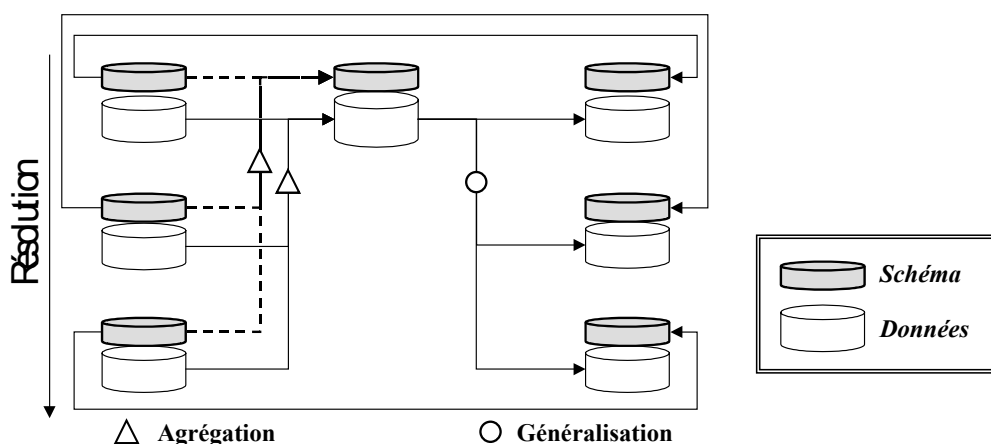 Résolution
Schéma
Données
Agrégation
Généralisation